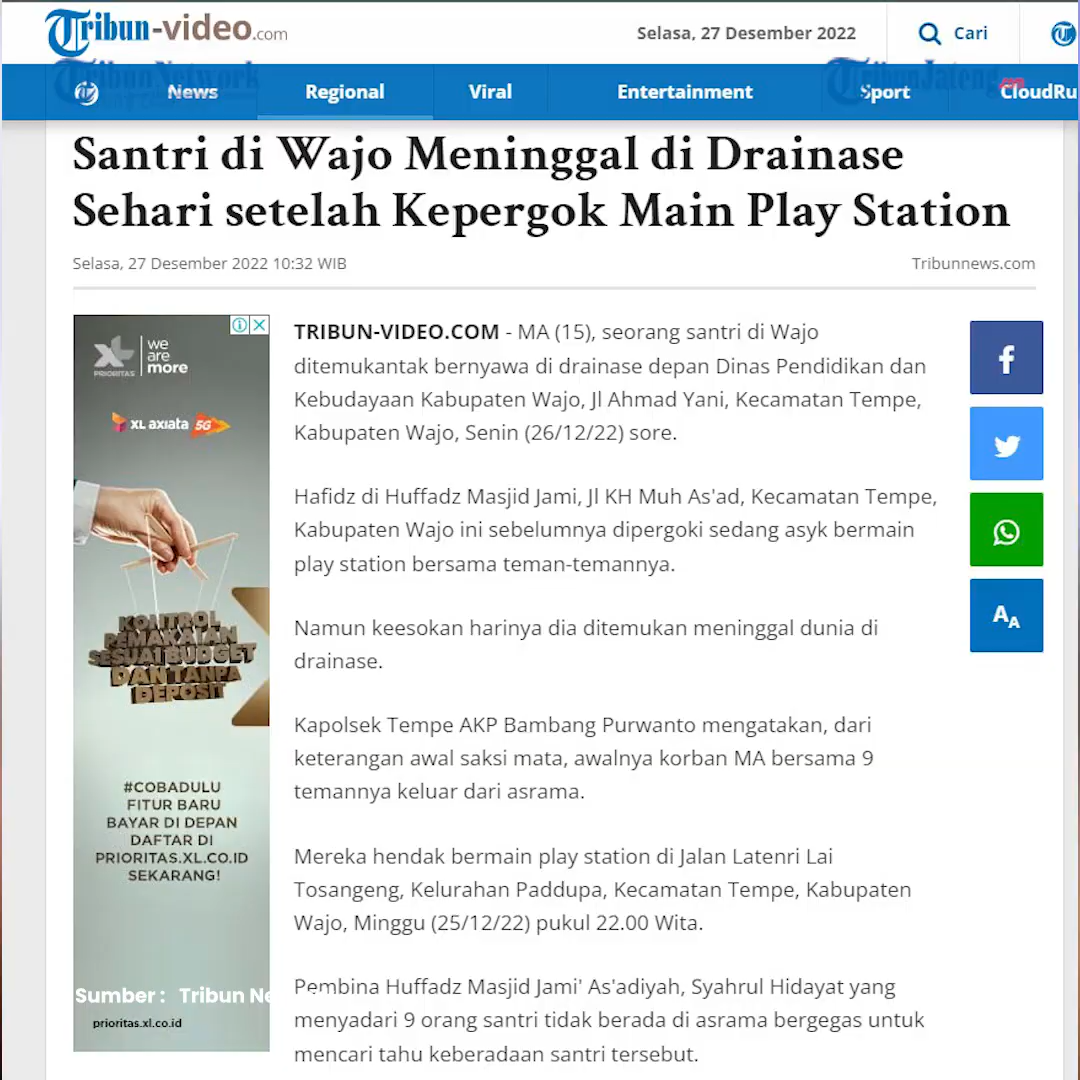 Tribun-video.com
Selasa, 27 Desember 2022
Cari
Tribun Network
TribunJateng
News
Regional
Viral
Entertainment
Sport
CloudRu
Santri di Wajo Meninggal di Drainase
Sehari setelah Kepergok Main Play Station
Selasa, 27 Desember 2022 10:32 WIB
Tribunnews.com
XL
PRIORITAS
we
are
more
XL axiata 5G
KONTROL
PEMAKAIAN
SESUAI BUDGET
DAN TANPA
DEPOSIT
#COBADULU
FITUR BARU
BAYAR DI DEPAN
DAFTAR DI
PRIORITAS.XL.CO.ID
SEKARANG!
Sumber : Tribun Ne
prioritas.xl.co.id
TRIBUN-VIDEO.COM - MA (15), seorang santri di Wajo
ditemukantak bernyawa di drainase depan Dinas Pendidikan dan
Kebudayaan Kabupaten Wajo, Jl Ahmad Yani, Kecamatan Tempe,
Kabupaten Wajo, Senin (26/12/22) sore.
Hafidz di Huffadz Masjid Jami, Jl KH Muh As'ad, Kecamatan Tempe,
Kabupaten Wajo ini sebelumnya dipergoki sedang asyk bermain
play station bersama teman-temannya.
Namun keesokan harinya dia ditemukan meninggal dunia di
drainase.
Kapolsek Tempe AKP Bambang Purwanto mengatakan, dari
keterangan awal saksi mata, awalnya korban MA bersama 9
temannya keluar dari asrama.
Mereka hendak bermain play station di Jalan Latenri Lai
Tosangeng, Kelurahan Paddupa, Kecamatan Tempe, Kabupaten
Wajo, Minggu (25/12/22) pukul 22.00 Wita.
Pembina Huffadz Masjid Jami' As'adiyah, Syahrul Hidayat yang
menyadari 9 orang santri tidak berada di asrama bergegas untuk
mencari tahu keberadaan santri tersebut.
f
AA